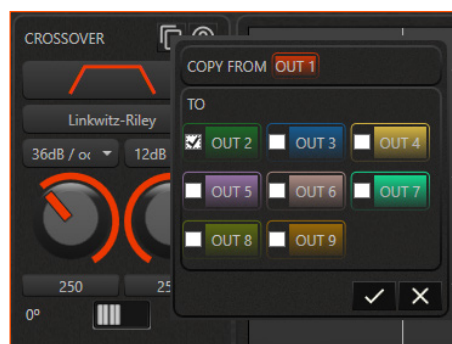 CROSSOVER
COPY FROM OUT 1
TO
Linkwitz-Riley
OUT 2 OUT 3 OUT 4
36dB / oc 12dB
OUT 5 OUT 6 OUT 7
OUT 8 OUT 9
250 25
0º